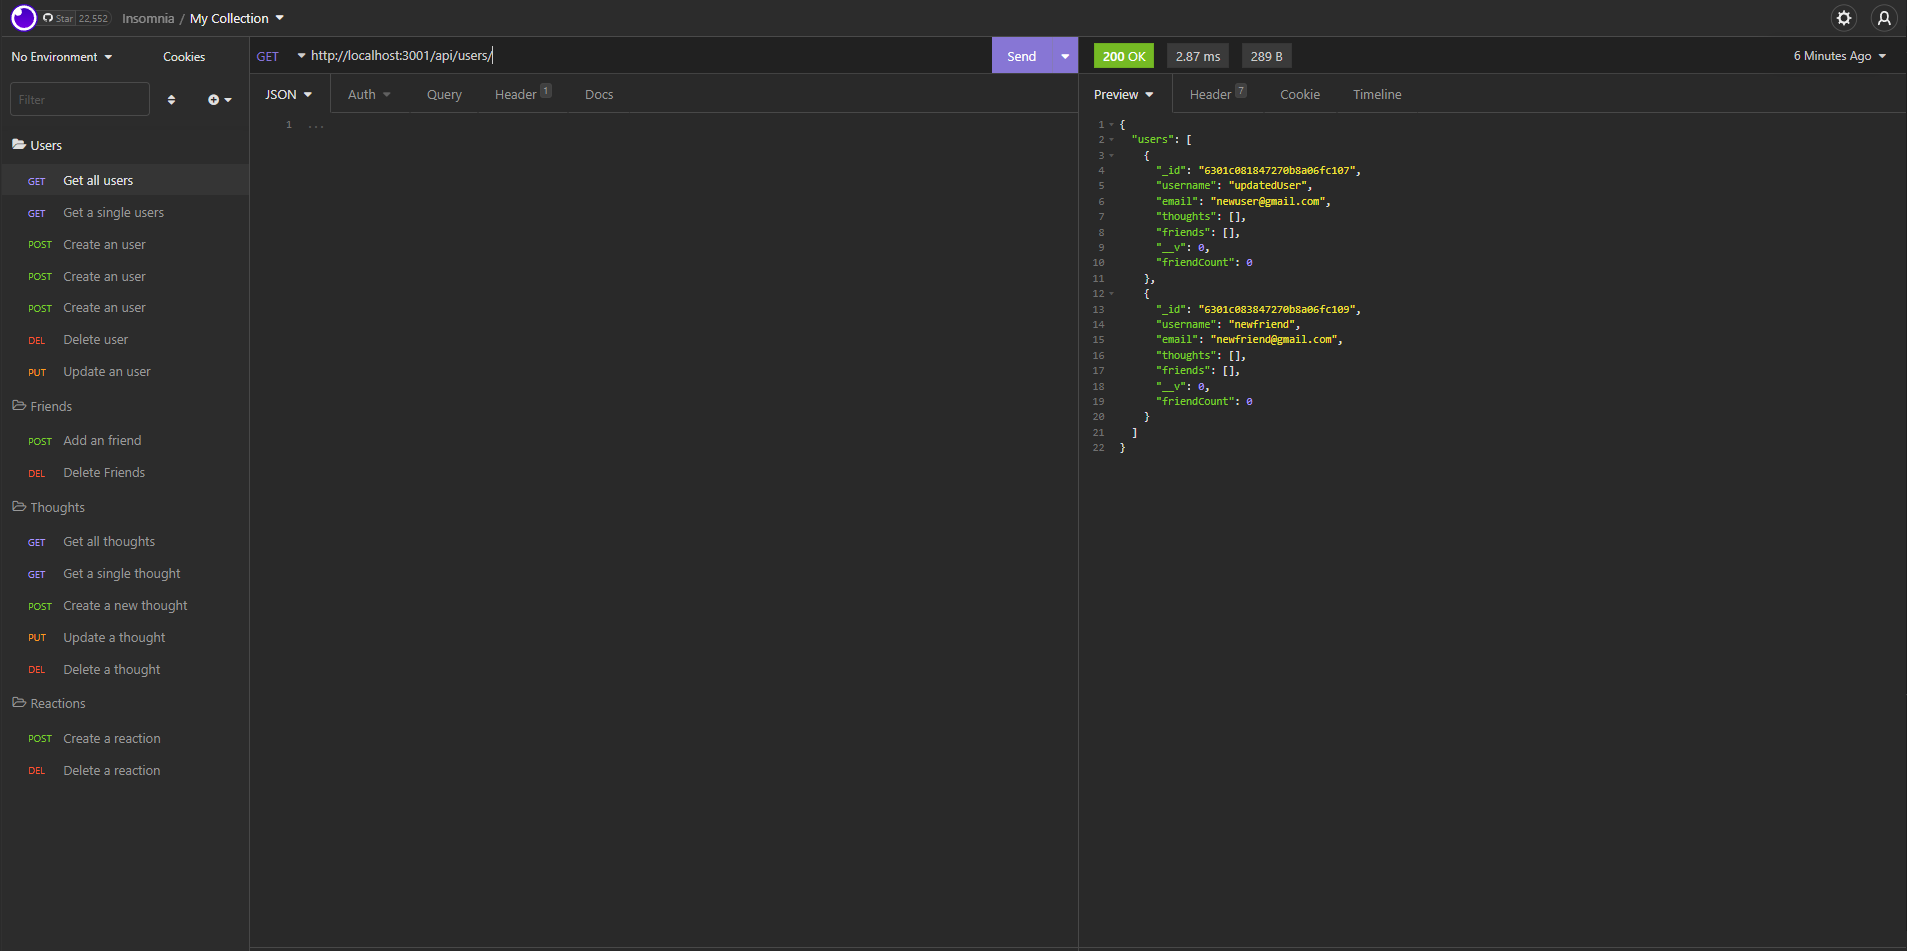 Star 22,552 Insomnia / My Collection
No Environment Cookies
Filter
Users
GET Get all users
GET Get a single users
POST Create an user
POST Create an user
POST Create an user
DEL Delete user
PUT Update an user
Friends
POST Add an friend
DEL Delete Friends
Thoughts
GET Get all thoughts
GET Get a single thought
POST Create a new thought
PUT Update a thought
DEL Delete a thought
Reactions
POST Create a reaction
DEL Delete a reaction
GET http://localhost:3001/api/users/ Send
JSON Auth Query Header 1 Docs
1 ...
200 OK 2.87 ms 289 B 6 Minutes Ago
Preview Header 7 Cookie Timeline
1 {
2 "users": [
3 {
4 "_id": "6301c081847270b8a06fc107",
5 "username": "updatedUser",
6 "email": "newuser@gmail.com",
7 "thoughts": [],
8 "friends": [],
9 "__v": 0,
10 "friendCount": 0
11 },
12 {
13 "_id": "6301c083847270b8a06fc109",
14 "username": "newfriend",
15 "email": "newfriend@gmail.com",
16 "thoughts": [],
17 "friends": [],
18 "__v": 0,
19 "friendCount": 0
20 }
21 ]
22 }